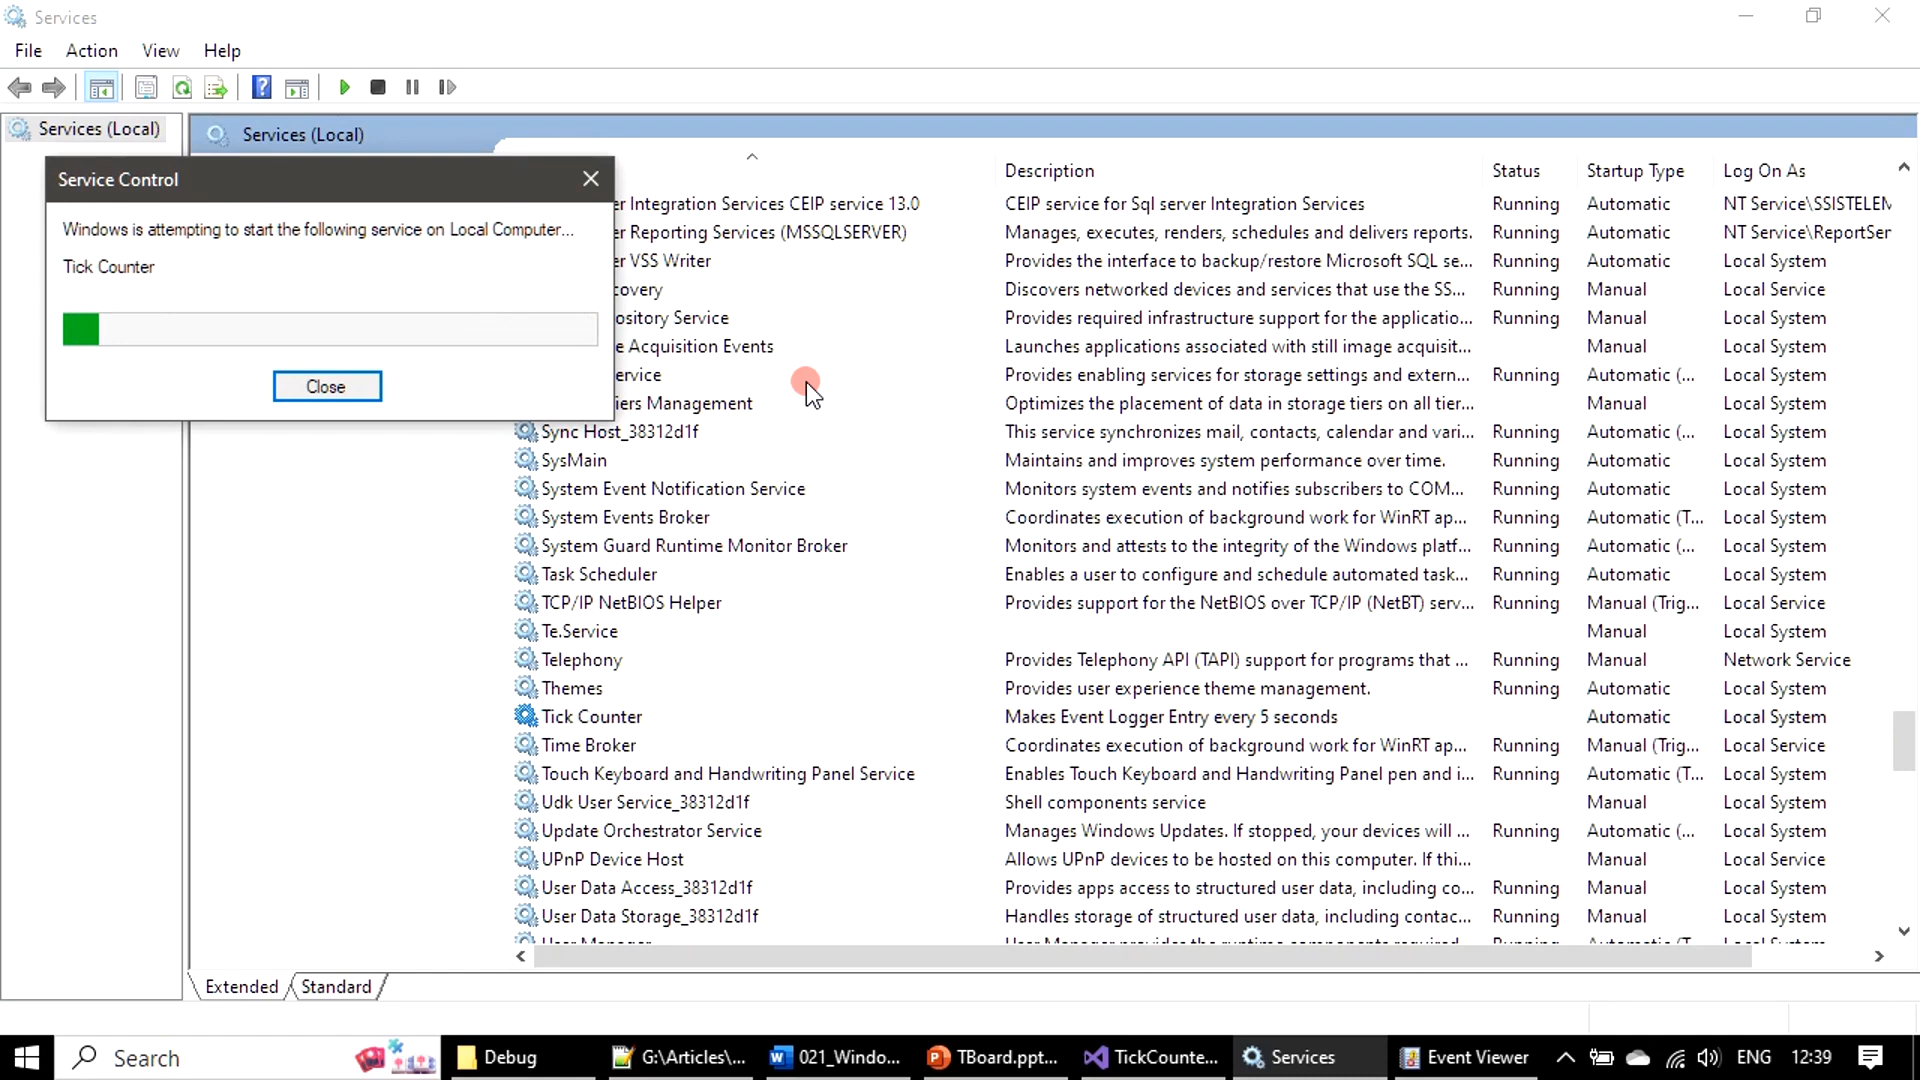 Services
File Action View Help
Services (Local)
Services (Local)
Service Control
Windows is attempting to start the following service on Local Computer...
Tick Counter
Close
Description Status Startup Type Log On As
r Integration Services CEIP service 13.0 CEIP service for Sql server Integration Services Running Automatic NT Service\SSISTELEM
r Reporting Services (MSSQLSERVER) Manages, executes, renders, schedules and delivers reports. Running Automatic NT Service\ReportSer
r VSS Writer Provides the interface to backup/restore Microsoft SQL se... Running Automatic Local System
covery Discovers networked devices and services that use the SS... Running Manual Local Service
ository Service Provides required infrastructure support for the applicatio... Running Manual Local System
e Acquisition Events Launches applications associated with still image acquisit... Manual Local System
ervice Provides enabling services for storage settings and extern... Running Automatic (... Local System
iers Management Optimizes the placement of data in storage tiers on all tier... Manual Local System
Sync Host_38312d1f This service synchronizes mail, contacts, calendar and vari... Running Automatic (... Local System
SysMain Maintains and improves system performance over time. Running Automatic Local System
System Event Notification Service Monitors system events and notifies subscribers to COM... Running Automatic Local System
System Events Broker Coordinates execution of background work for WinRT ap... Running Automatic (T... Local System
System Guard Runtime Monitor Broker Monitors and attests to the integrity of the Windows platf... Running Automatic (... Local System
Task Scheduler Enables a user to configure and schedule automated task... Running Automatic Local System
TCP/IP NetBIOS Helper Provides support for the NetBIOS over TCP/IP (NetBT) serv... Running Manual (Trig... Local Service
Te.Service Manual Local System
Telephony Provides Telephony API (TAPI) support for programs that ... Running Manual Network Service
Themes Provides user experience theme management. Running Automatic Local System
Tick Counter Makes Event Logger Entry every 5 seconds Automatic Local System
Time Broker Coordinates execution of background work for WinRT ap... Running Manual (Trig... Local Service
Touch Keyboard and Handwriting Panel Service Enables Touch Keyboard and Handwriting Panel pen and i... Running Automatic (T... Local System
Udk User Service_38312d1f Shell components service Manual Local System
Update Orchestrator Service Manages Windows Updates. If stopped, your devices will ... Running Automatic (... Local System
UPnP Device Host Allows UPnP devices to be hosted on this computer. If thi... Manual Local Service
User Data Access_38312d1f Provides apps access to structured user data, including co... Running Manual Local System
User Data Storage_38312d1f Handles storage of structured user data, including contac... Running Manual Local System
Extended Standard
Search Debug G:\Articles\... 021_Windo... TBoard.ppt... TickCounte... Services Event Viewer ENG 12:39